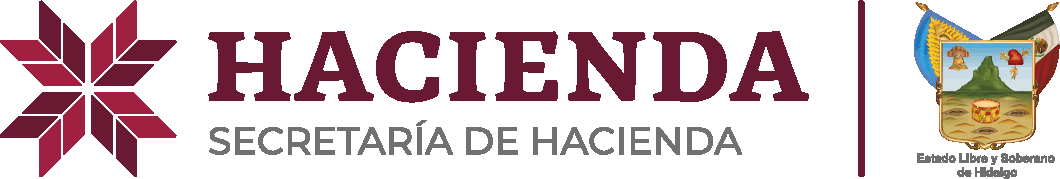 HACIENDA
SECRETARÍA DE HACIENDA
Estado Libre y Soberano
de Hidalgo